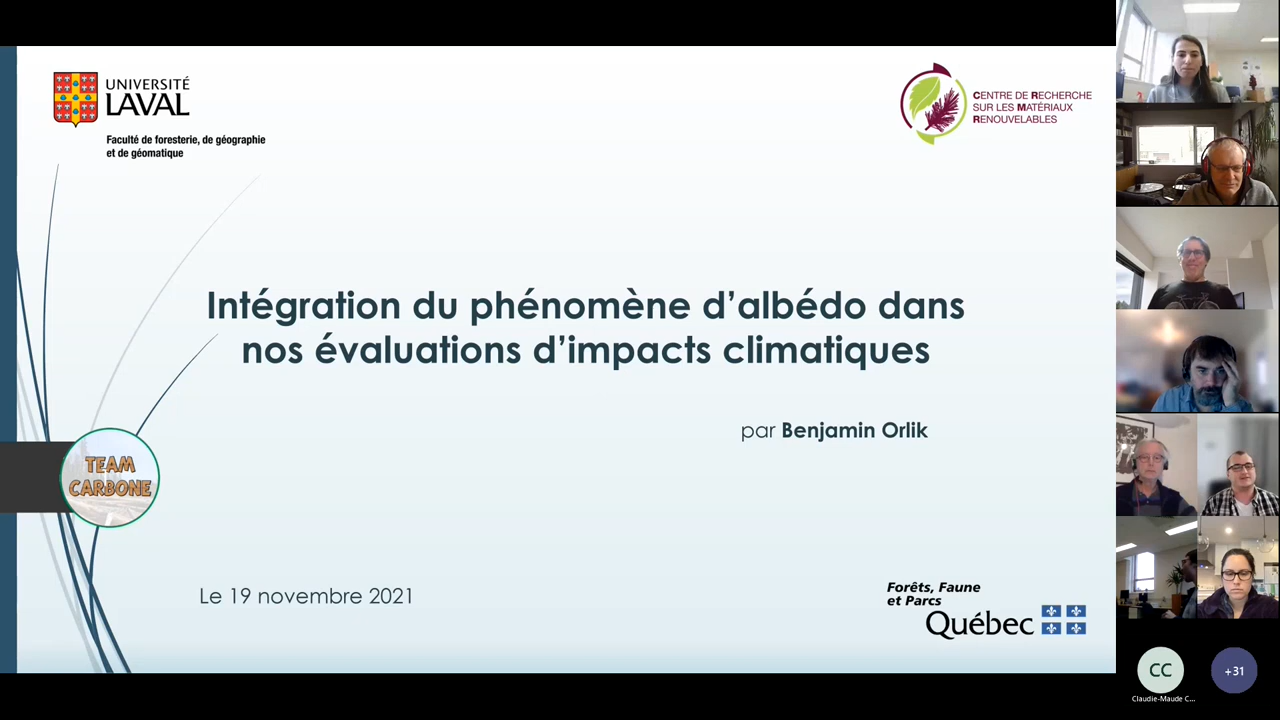 UNIVERSITÉ
LAVAL
Faculté de foresterie, de géographie
et de géomatique
CENTRE DE RECHERCHE
SUR LES MATÉRIAUX
RENOUVELABLES
Intégration du phénomène d’albédo dans
nos évaluations d’impacts climatiques
par Benjamin Orlik
TEAM
CARBONE
Le 19 novembre 2021
Forêts, Faune
et Parcs
Québec
CC
Claudie-Maude C...
+31